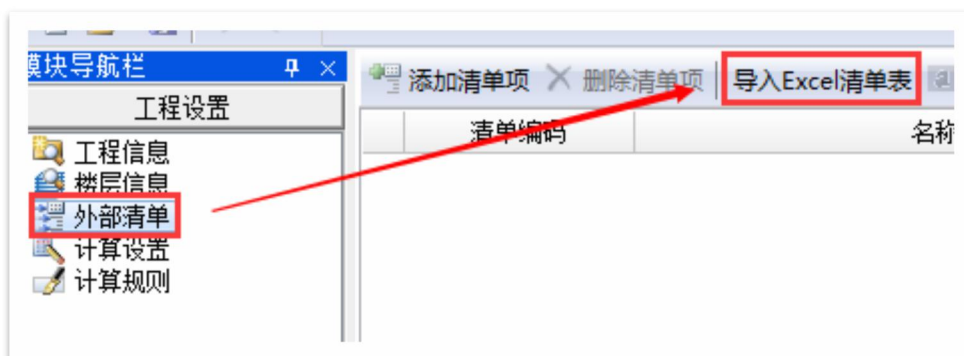 模块导航栏
添加清单项 删除清单项 导入Excel清单表
工程设置
清单编码 名称
工程信息
楼层信息
外部清单
计算设置
计算规则